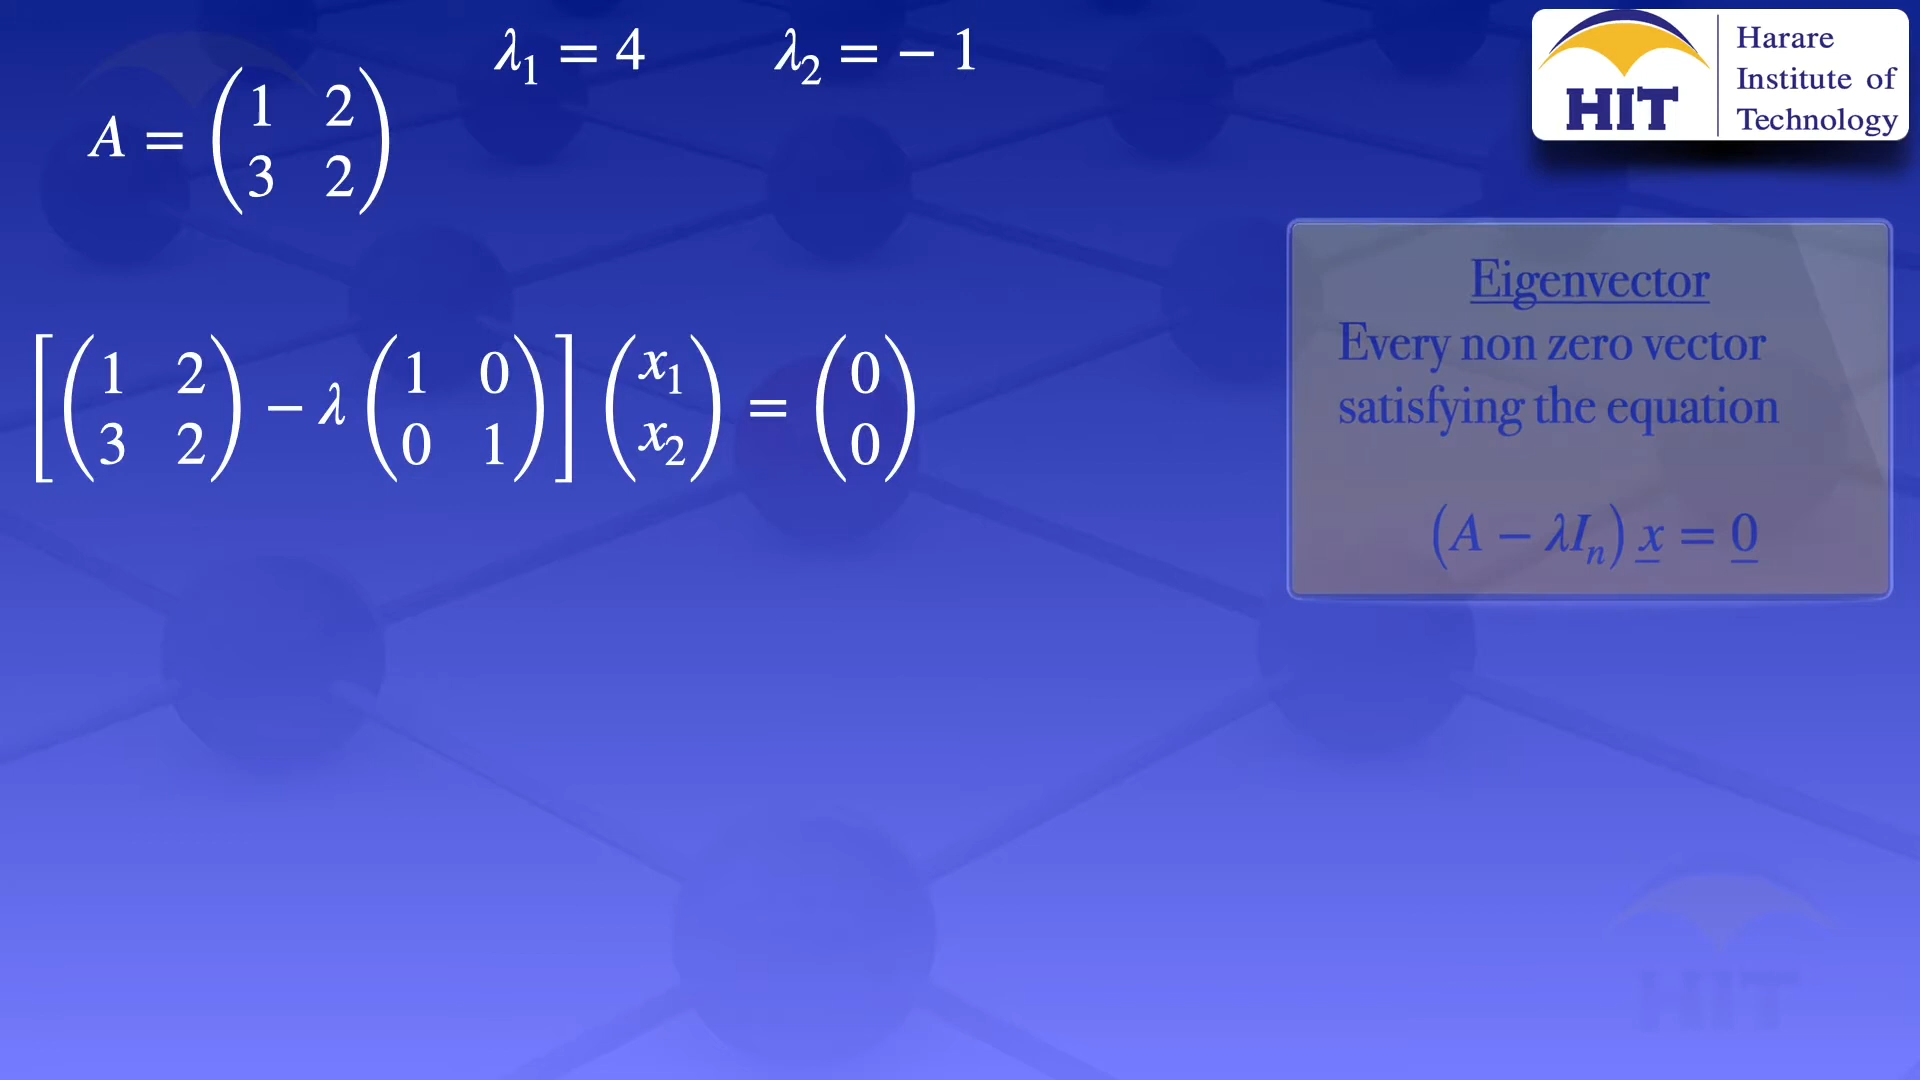 λ₁ = 4 λ₂ = − 1
A = (1 2
3 2)
[(1 2
3 2) − λ (1 0
0 1)] (x₁
x₂) = (0
0)
HIT
Harare
Institute of
Technology
Eigenvector
Every non zero vector
satisfying the equation
(A − λIₙ) x = 0
HIT